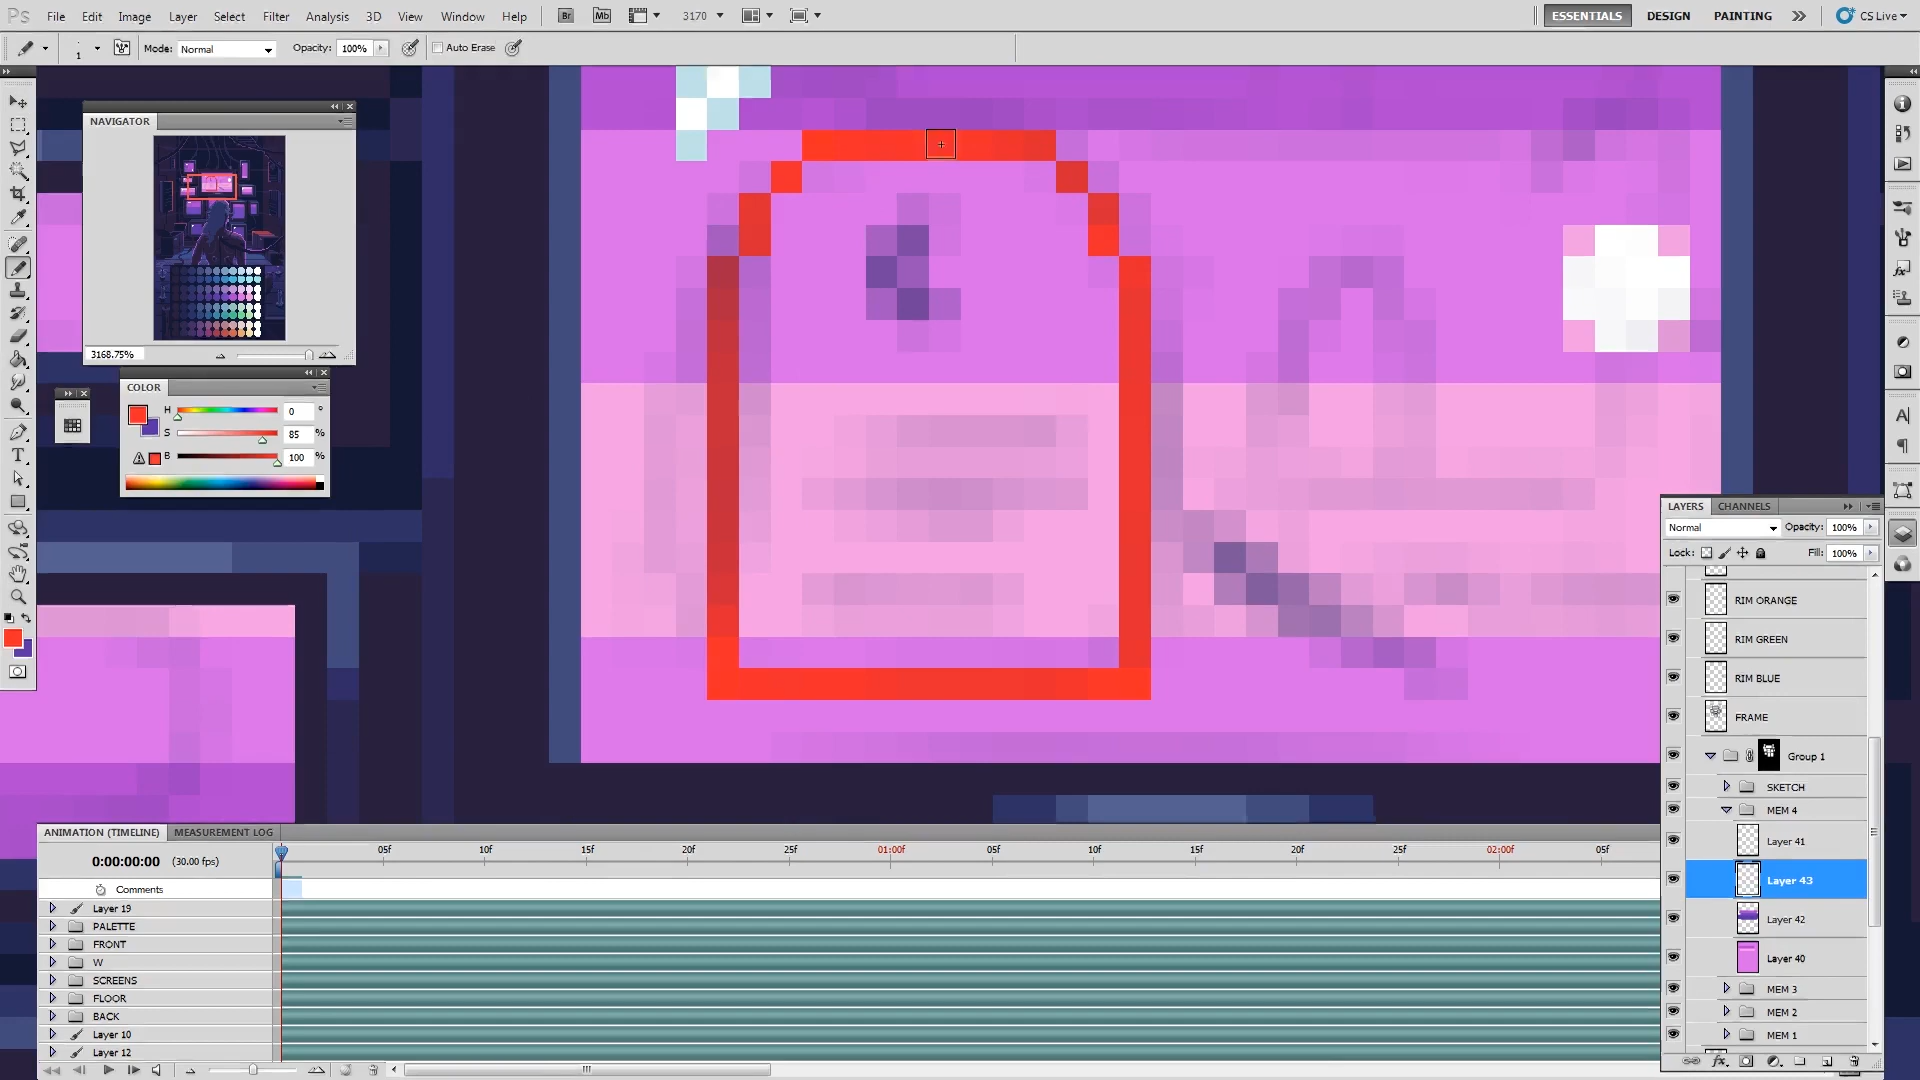 Ps File Edit Image Layer Select Filter Analysis 3D View Window Help Br Mb 3170 ESSENTIALS DESIGN PAINTING CS Live
1 Mode: Normal Opacity: 100% Auto Erase
NAVIGATOR
3168.75%
COLOR
H 0 °
S 85 %
B 100 %
LAYERS CHANNELS
Normal Opacity: 100%
Lock: Fill: 100%
RIM ORANGE
RIM GREEN
RIM BLUE
FRAME
Group 1
SKETCH
MEM 4
Layer 41
Layer 43
Layer 42
Layer 40
MEM 3
MEM 2
MEM 1
ANIMATION (TIMELINE) MEASUREMENT LOG
0:00:00:00 (30.00 fps) 05f 10f 15f 20f 25f 01:00f 05f 10f 15f 20f 25f 02:00f 05f
Comments
Layer 19
PALETTE
FRONT
W
SCREENS
FLOOR
BACK
Layer 10
Layer 12